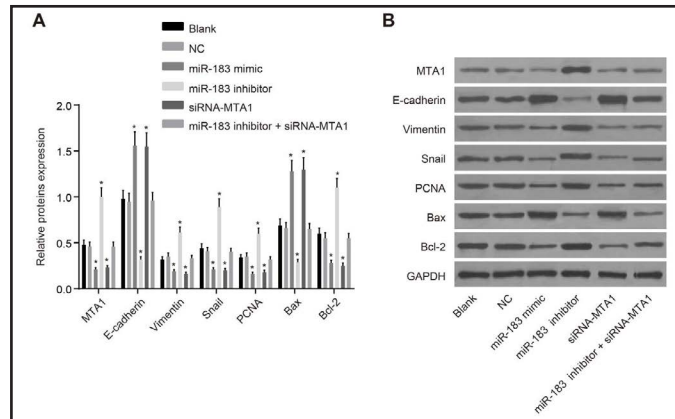 A
Blank
NC
miR-183 mimic
miR-183 inhibitor
siRNA-MTA1
miR-183 inhibitor + siRNA-MTA1
Relative proteins expression
2.0
1.5
1.0
0.5
0.0
* * * * * * * * * * * * * * * * * * * * * * * * * * * *
MTA1
E-cadherin
Vimentin
Snail
PCNA
Bax
Bcl-2
B
MTA1
E-cadherin
Vimentin
Snail
PCNA
Bax
Bcl-2
GAPDH
Blank
NC
miR-183 mimic
miR-183 inhibitor
siRNA-MTA1
miR-183 inhibitor + siRNA-MTA1